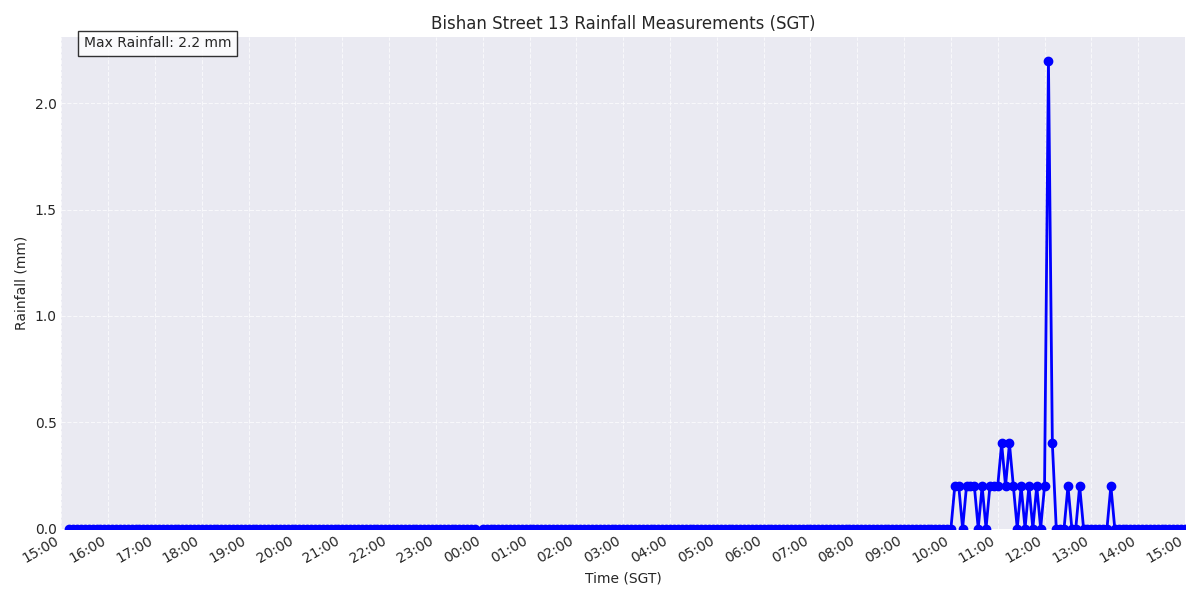 Bishan Street 13 Rainfall Measurements (SGT)
Max Rainfall: 2.2 mm
2.0
1.5
1.0
0.5
0.0
Rainfall (mm)
15:00 16:00 17:00 18:00 19:00 20:00 21:00 22:00 23:00 00:00 01:00 02:00 03:00 04:00 05:00 06:00 07:00 08:00 09:00 10:00 11:00 12:00 13:00 14:00 15:00
Time (SGT)